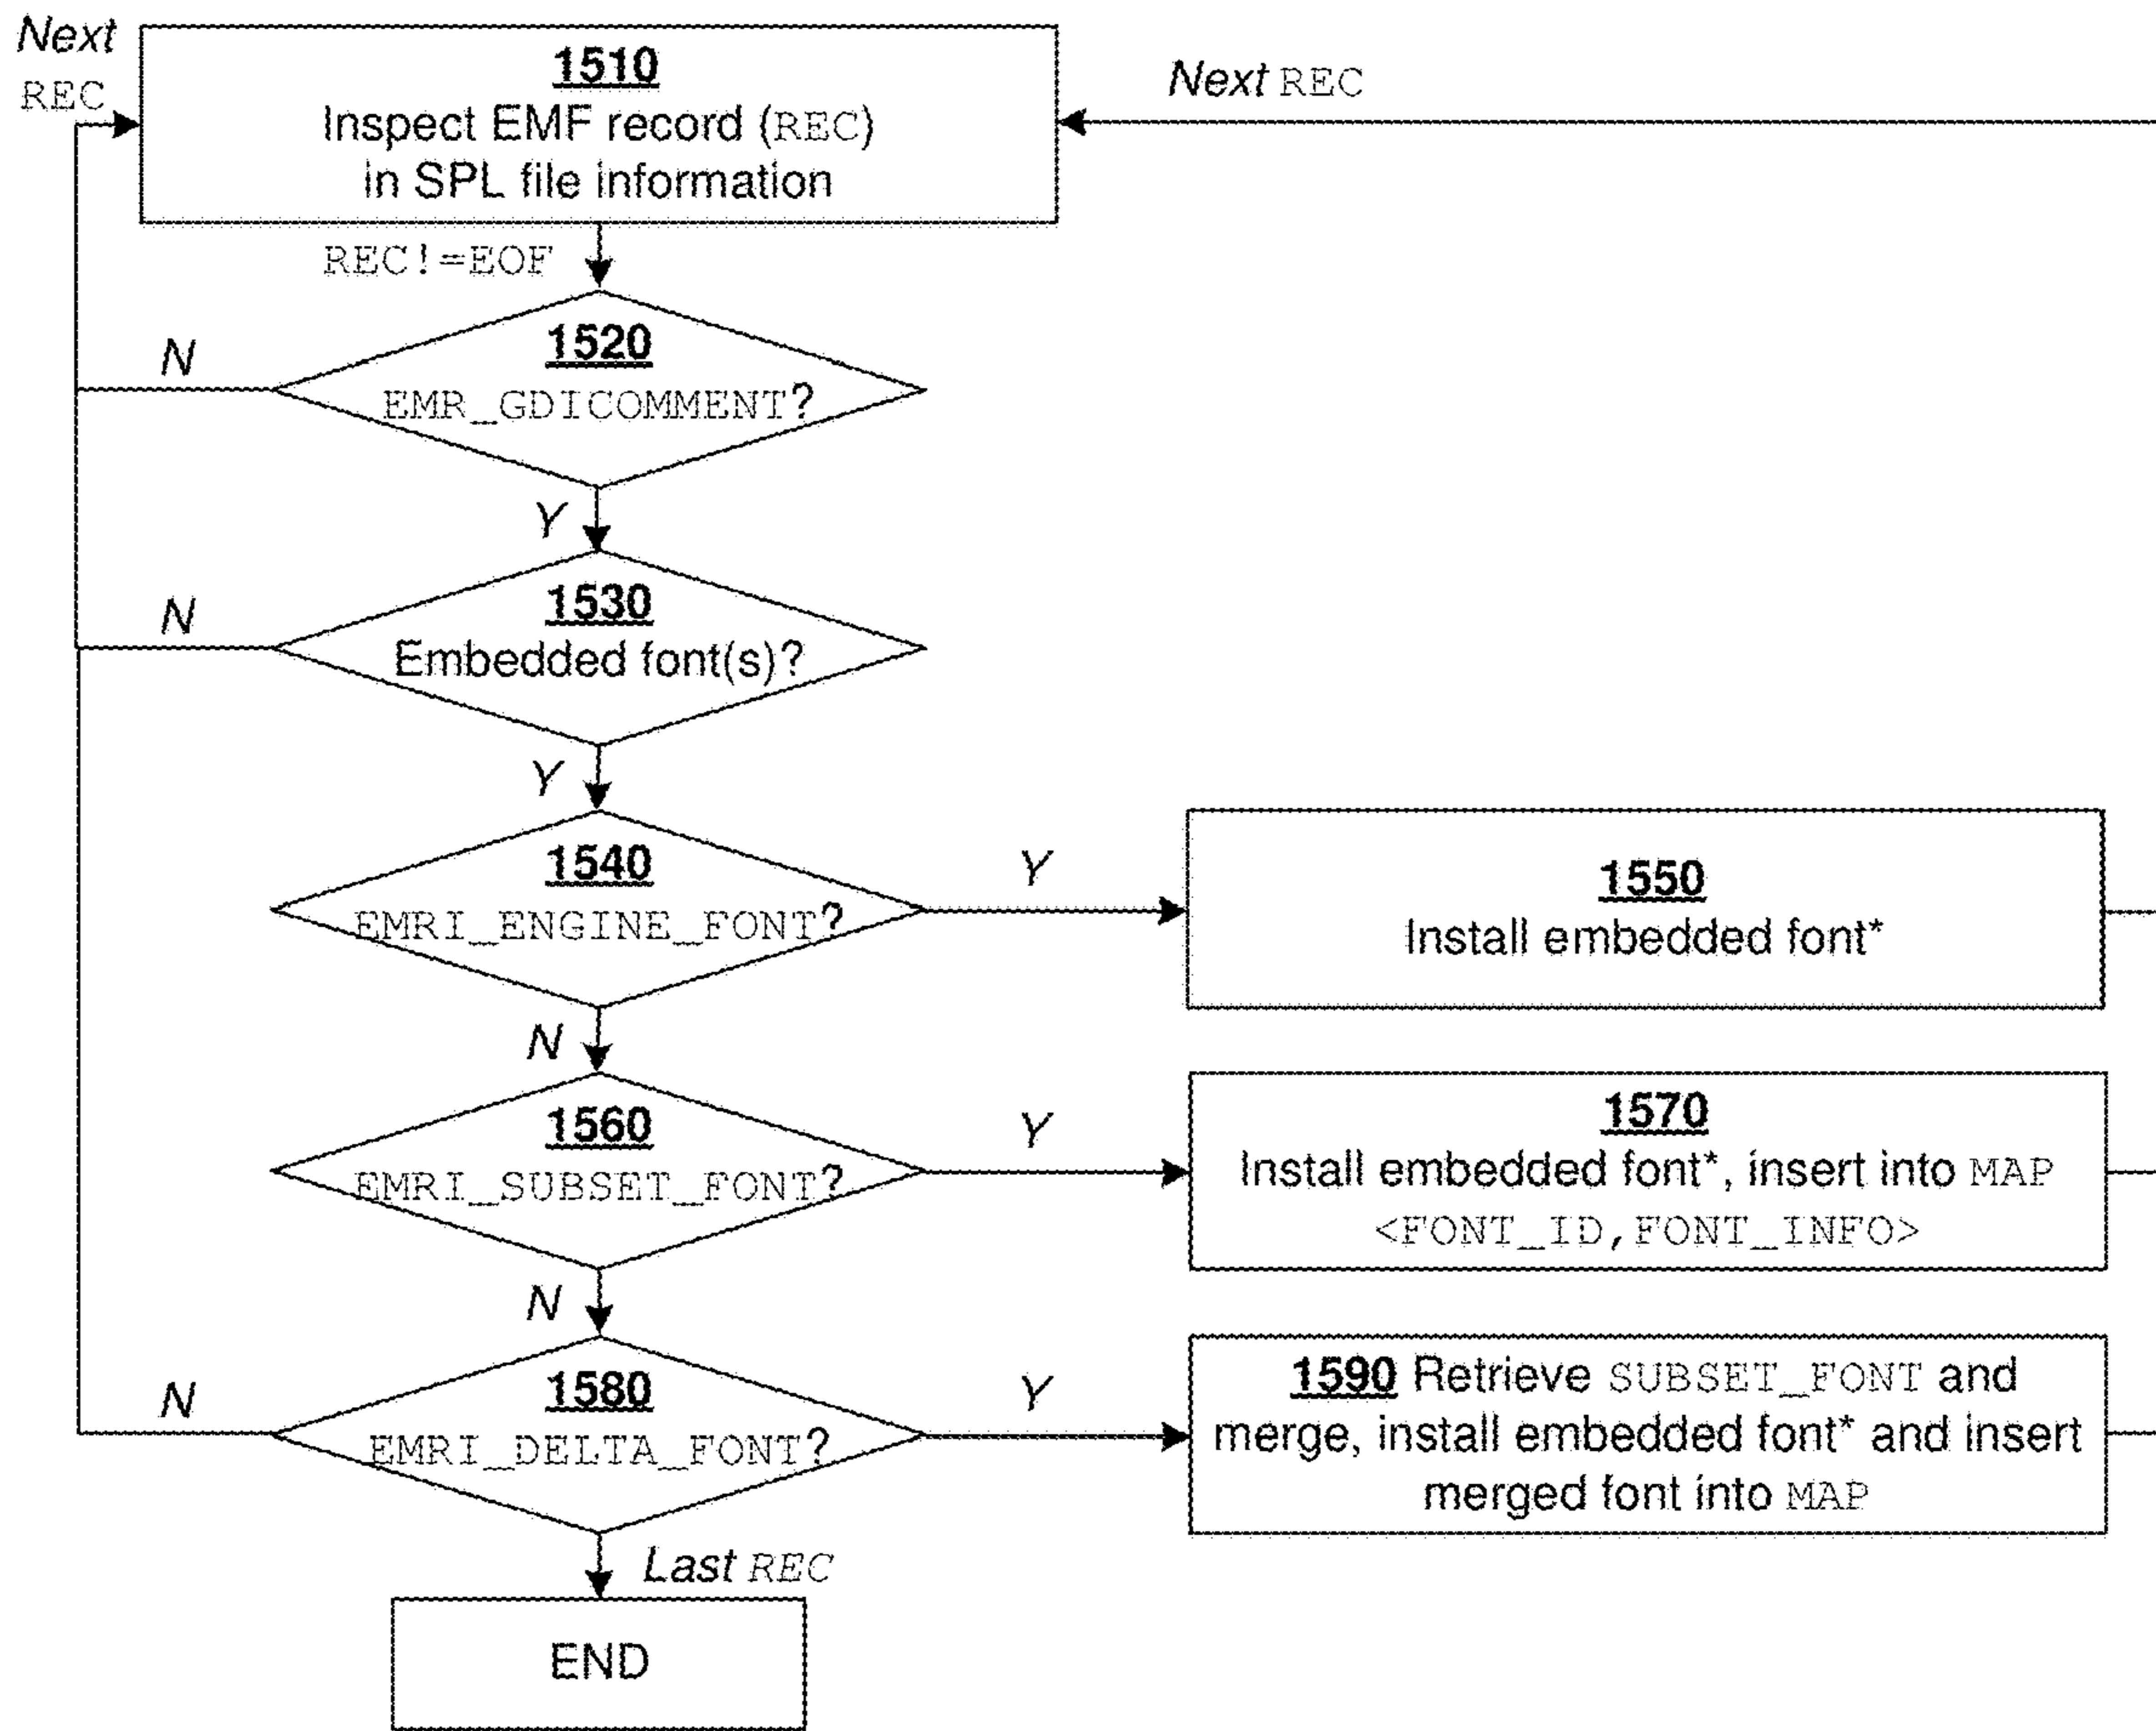 Next
REC
1510
Inspect EMF record (REC)
in SPL file information
Next REC
REC!=EOF
1520
EMR_GDICOMMENT?
N
Y
1530
Embedded font(s)?
N
Y
1540
EMRI_ENGINE_FONT?
Y
1550
Install embedded font*
N
1560
EMRI_SUBSET_FONT?
Y
1570
Install embedded font*, insert into MAP
<FONT_ID,FONT_INFO>
N
1580
EMRI_DELTA_FONT?
N
Y
1590 Retrieve SUBSET_FONT and
merge, install embedded font* and insert
merged font into MAP
Last REC
END